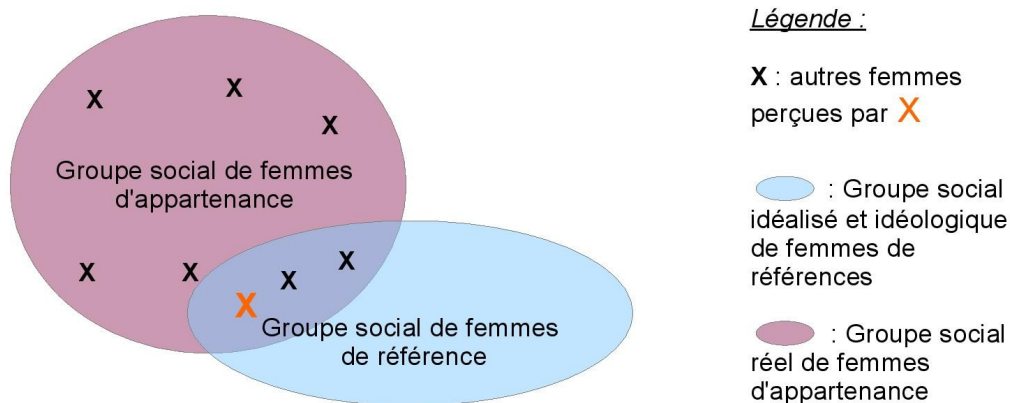 X
X
X
Groupe social de femmes
d'appartenance
X
X
X
X
X
Groupe social de femmes
de référence
Légende :
X : autres femmes
perçues par X
: Groupe social
idéalisé et idéologique
de femmes de
références
: Groupe social
réel de femmes
d'appartenance